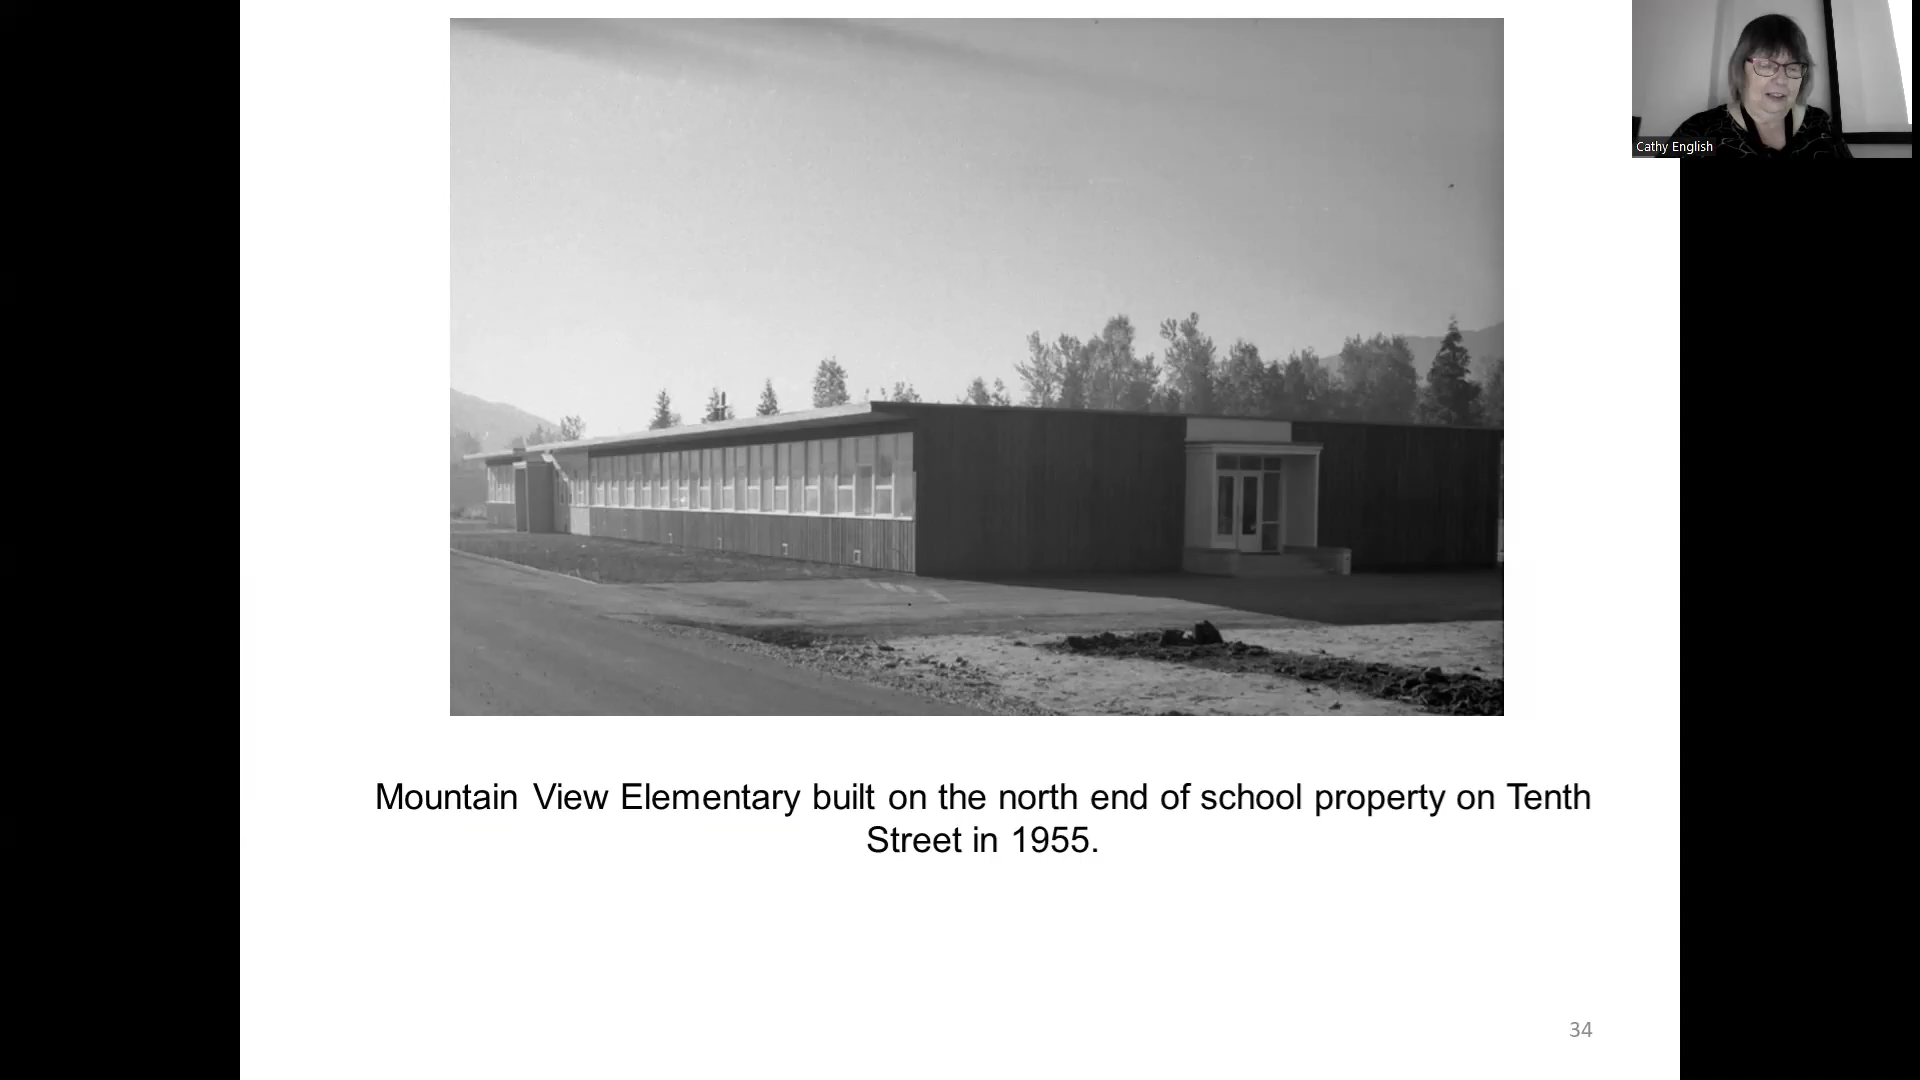 Cathy English
Mountain View Elementary built on the north end of school property on Tenth
Street in 1955.
34